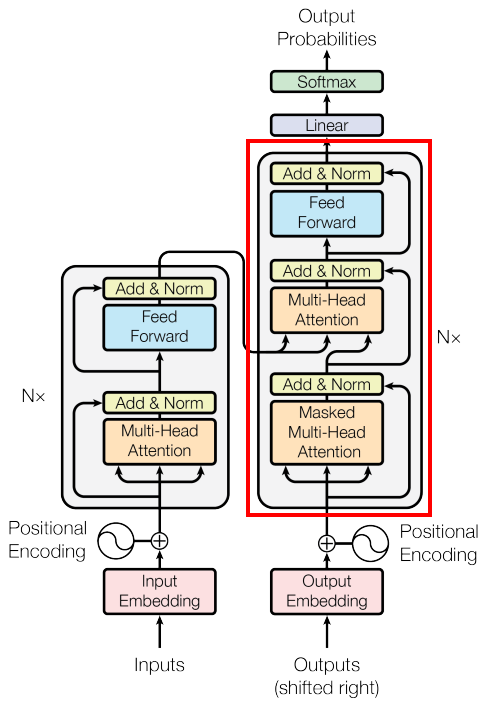 Output
Probabilities
Softmax
Linear
Add & Norm
Feed
Forward
Add & Norm
Multi-Head
Attention
Add & Norm
Masked
Multi-Head
Attention
N×
Positional
Encoding
Output
Embedding
Outputs
(shifted right)
Add & Norm
Feed
Forward
Add & Norm
Multi-Head
Attention
N×
Positional
Encoding
Input
Embedding
Inputs